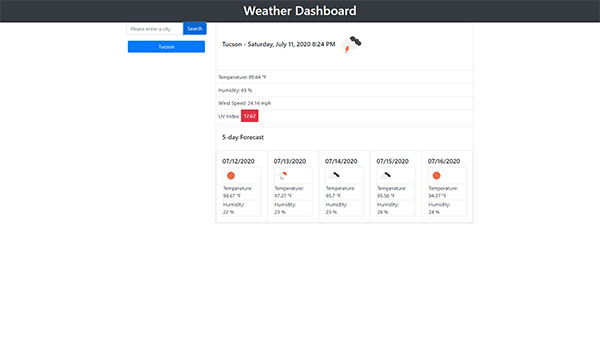 Weather Dashboard
Please enter a city
Search
Tucson
Tucson - Saturday, July 11, 2020 8:24 PM
Temperature: 89.64 °F
Humidity: 65 %
Wind Speed: 24.16 mph
UV Index: 12.62
5-day Forecast
07/12/2020
Temperature:
98.67 °F
Humidity:
22 %
07/13/2020
Temperature:
97.27 °F
Humidity:
23 %
07/14/2020
Temperature:
95.7 °F
Humidity:
23 %
07/15/2020
Temperature:
95.56 °F
Humidity:
26 %
07/16/2020
Temperature:
94.37 °F
Humidity:
24 %